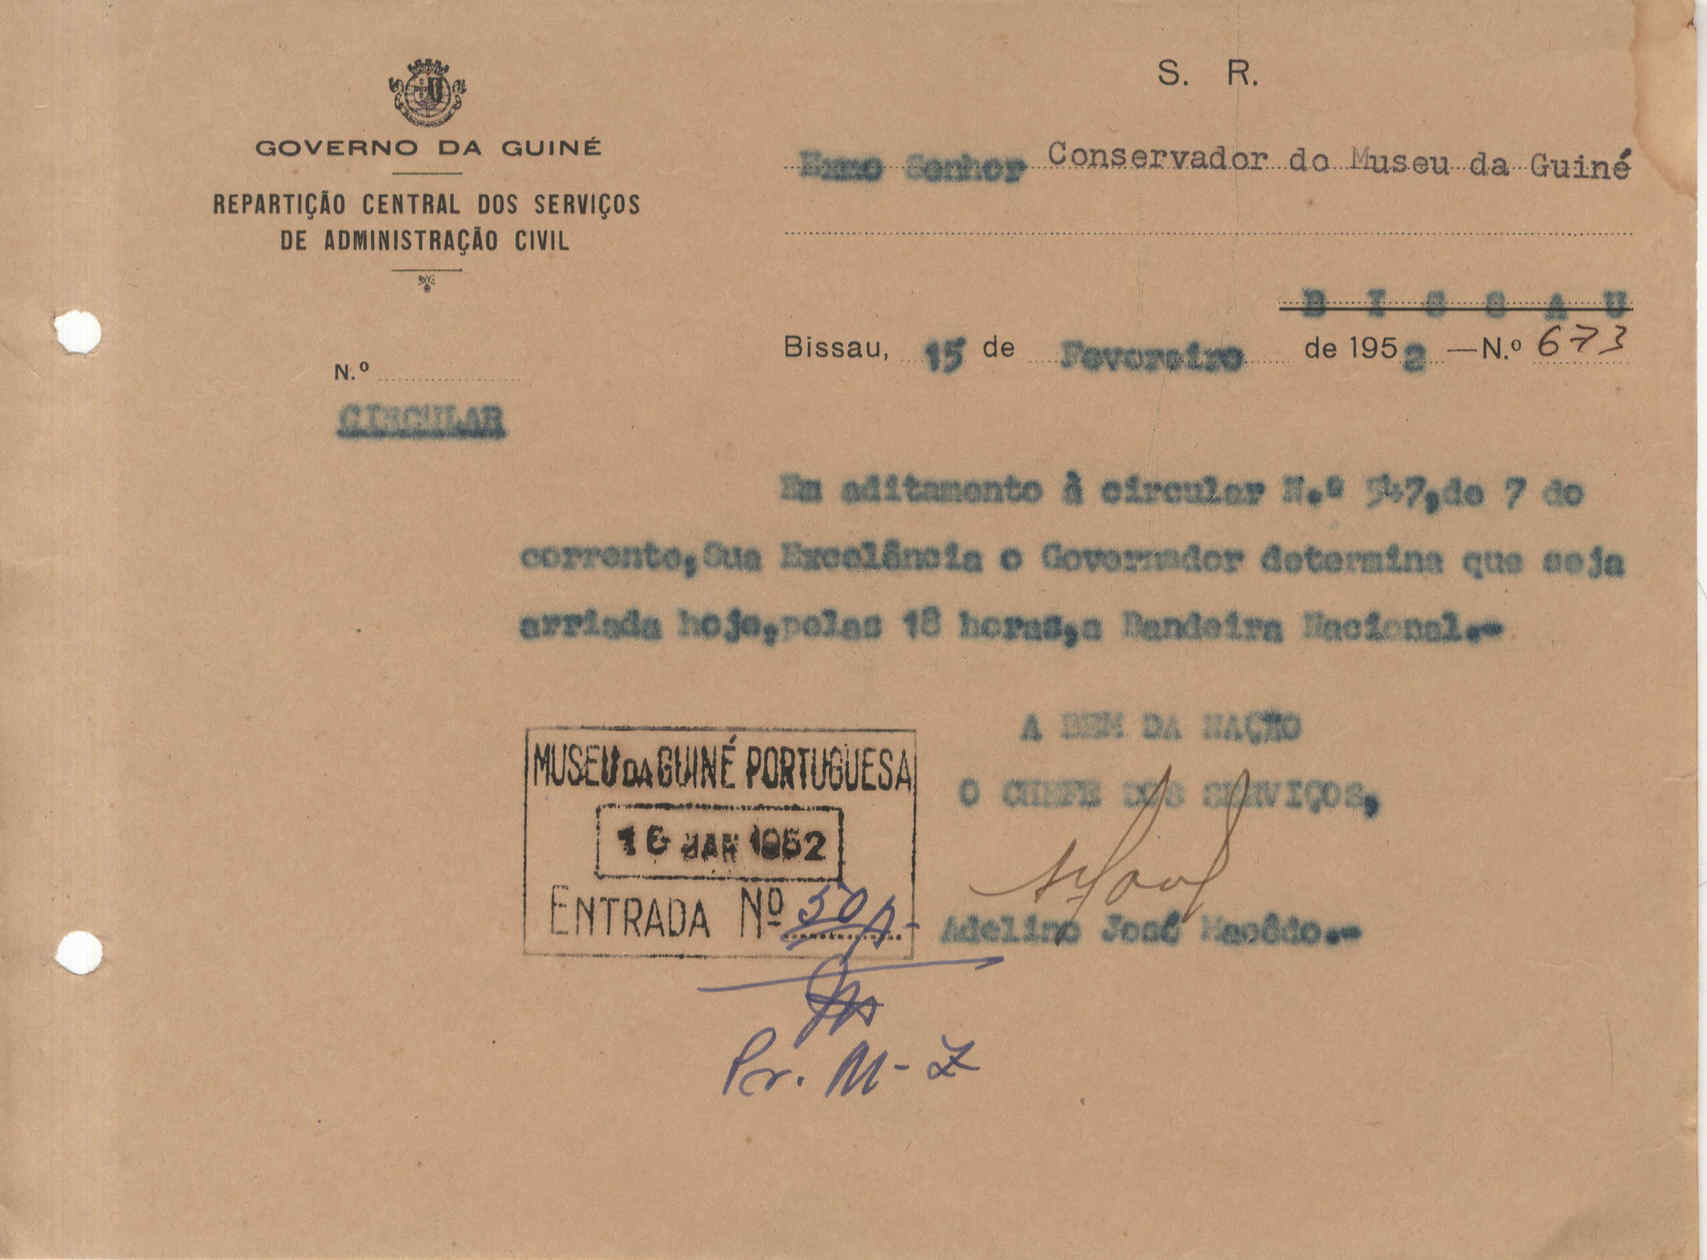 GOVERNO DA GUINÉ
REPARTIÇÃO CENTRAL DOS SERVIÇOS
DE ADMINISTRAÇÃO CIVIL
S. R.
Exmo Senhor Conservador do Museu da Guiné
B I S S A U
Bissau, 15 de Fevereiro de 1952 —N.º 673
N.º
CIRCULAR
Em aditamento à circular N.º 547,de 7 do
corrente,Sua Excelência o Governador determina que seja
arriada hoje,pelas 18 horas,a Bandeira Nacional.-
A BEM DA NAÇÃO
O CHEFE DOS SERVIÇOS,
Adelino José Macêdo.-
MUSEU DA GUINÉ PORTUGUESA
16 1952
ENTRADA Nº 50
Pr. M-Z